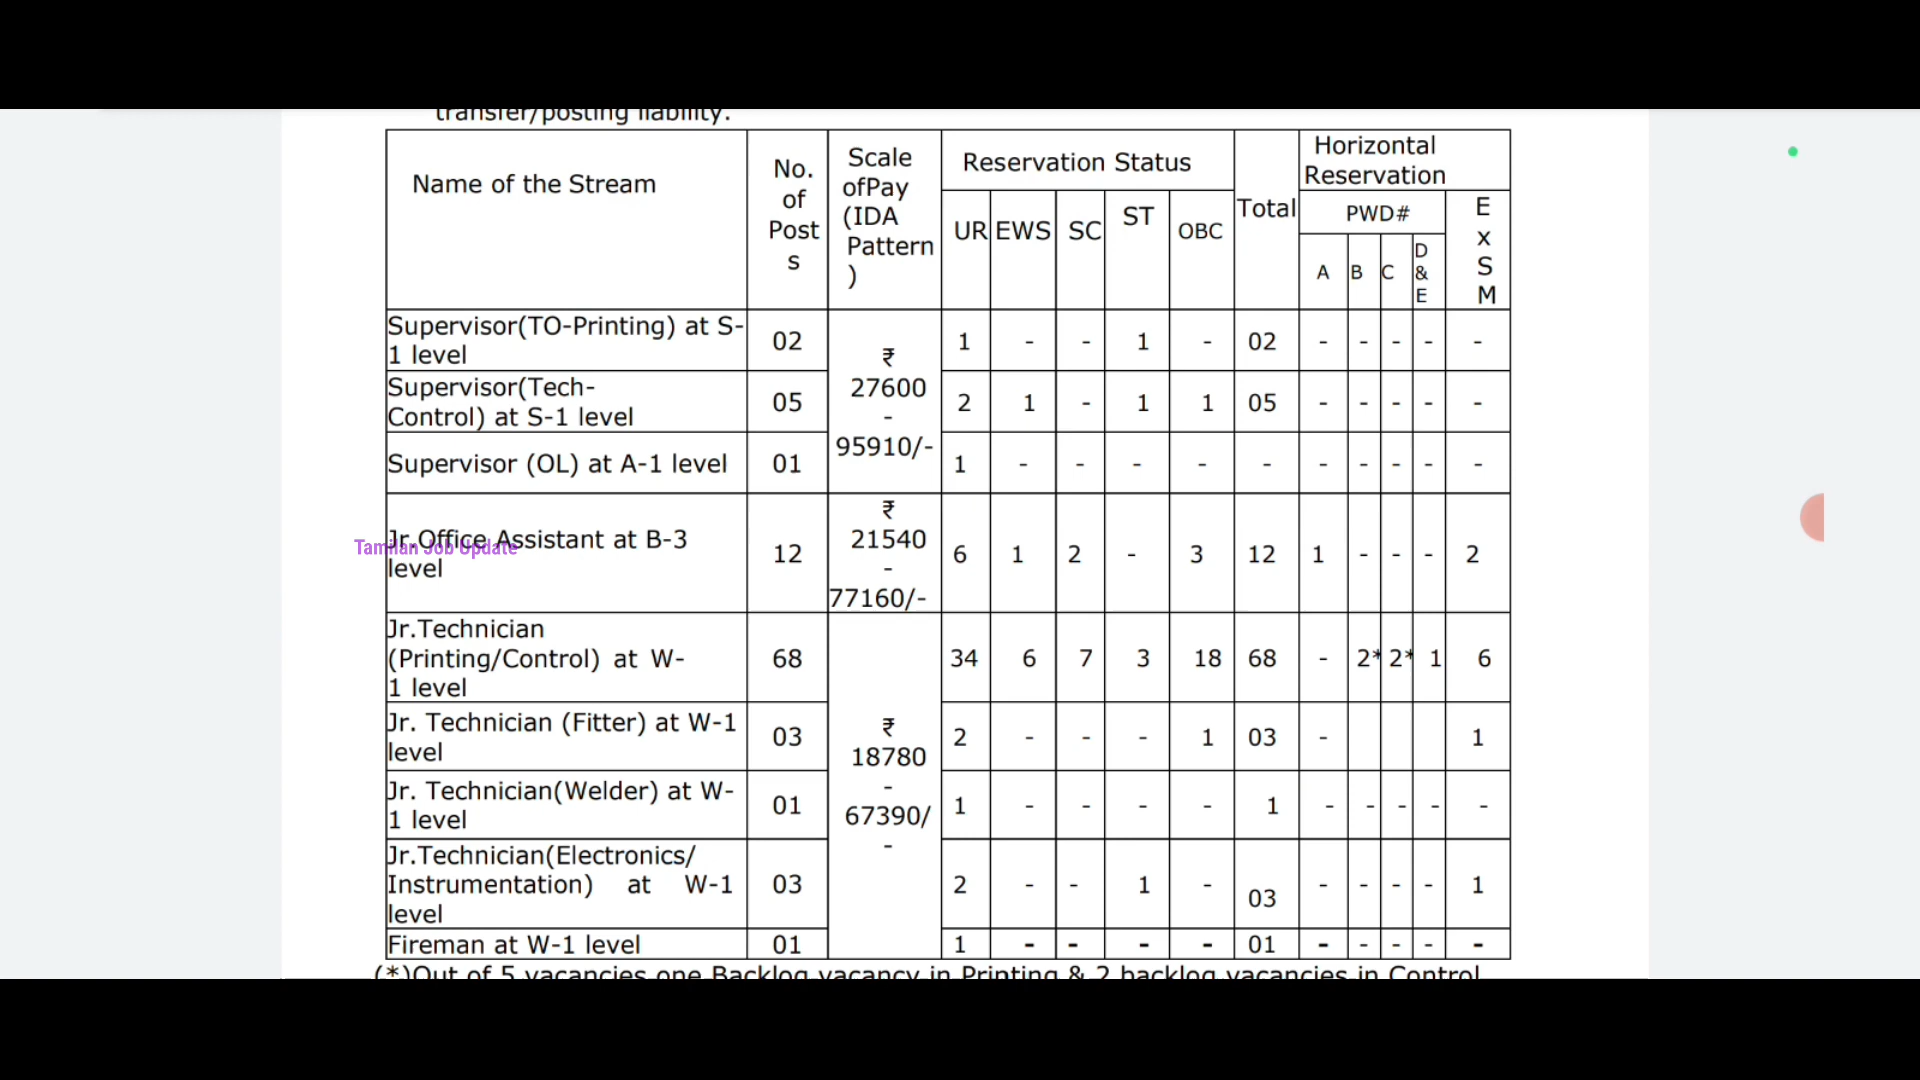 transfer/posting liability.
Name of the Stream No. of Post s Scale ofPay (IDA Pattern ) Reservation Status Total Horizontal Reservation
UR EWS SC ST OBC PWD# E x S M
A B C D & E
Supervisor(TO-Printing) at S-
1 level 02 ₹ 27600 - 95910/- 1 - - 1 - 02 - - - - -
Supervisor(Tech-
Control) at S-1 level 05 2 1 - 1 1 05 - - - - -
Supervisor (OL) at A-1 level 01 1 - - - - - - - - - -
Jr.Office Assistant at B-3
level 12 ₹ 21540 - 77160/- 6 1 2 - 3 12 1 - - - 2
Tamilan Job Update
Jr.Technician
(Printing/Control) at W-
1 level 68 ₹ 18780 - 67390/ - 34 6 7 3 18 68 - 2* 2* 1 6
Jr. Technician (Fitter) at W-1
level 03 2 - - - 1 03 - 1
Jr. Technician(Welder) at W-
1 level 01 1 - - - - 1 - - - - -
Jr.Technician(Electronics/
Instrumentation) at W-1
level 03 2 - - 1 - 03 - - - - 1
Fireman at W-1 level 01 1 - - - - 01 - - - - -
(*)Out of 5 vacancies one Backlog vacancy in Printing & 2 backlog vacancies in Control